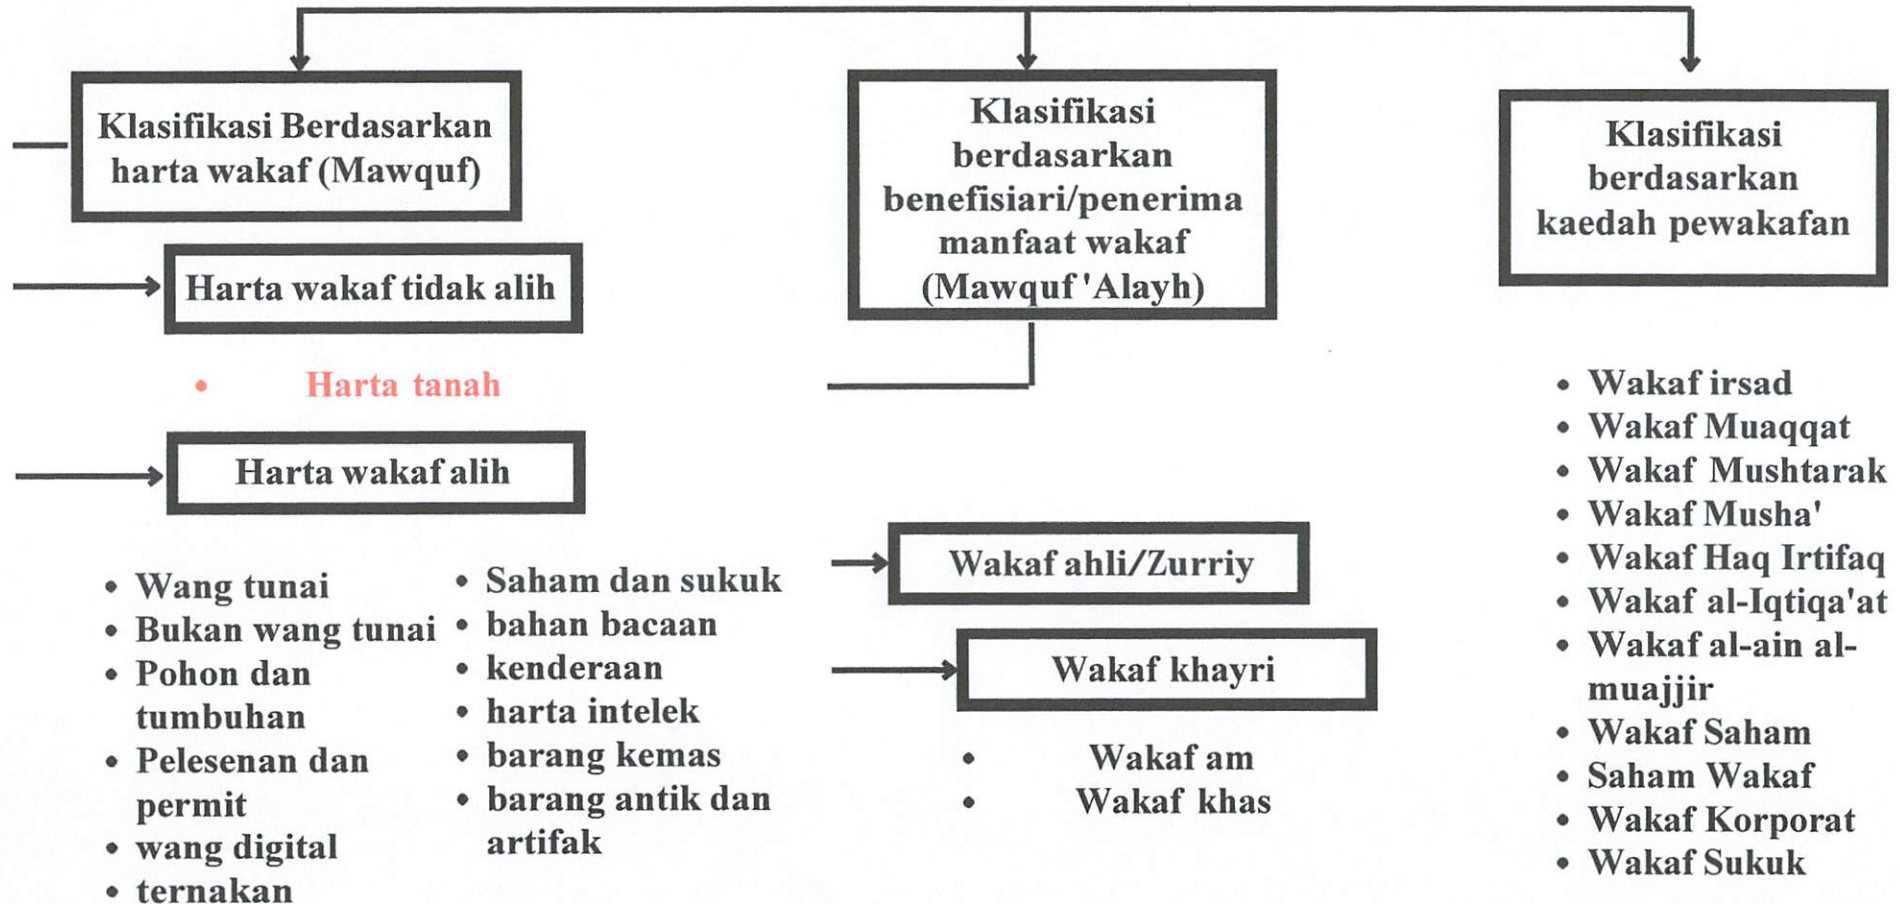 Klasifikasi Berdasarkan
harta wakaf (Mawquf)
Harta wakaf tidak alih
• Harta tanah
Harta wakaf alih
• Wang tunai
• Bukan wang tunai
• Pohon dan
tumbuhan
• Pelesenan dan
permit
• wang digital
• ternakan
• Saham dan sukuk
• bahan bacaan
• kenderaan
• harta intelek
• barang kemas
• barang antik dan
artifak
Klasifikasi
berdasarkan
benefisiari/penerima
manfaat wakaf
(Mawquf 'Alayh)
Wakaf ahli/Zurriy
Wakaf khayri
• Wakaf am
• Wakaf khas
Klasifikasi
berdasarkan
kaedah pewakafan
• Wakaf irsad
• Wakaf Muaqqat
• Wakaf Mushtarak
• Wakaf Musha'
• Wakaf Haq Irtifaq
• Wakaf al-Iqtiqa'at
• Wakaf al-ain al-
muajjir
• Wakaf Saham
• Saham Wakaf
• Wakaf Korporat
• Wakaf Sukuk